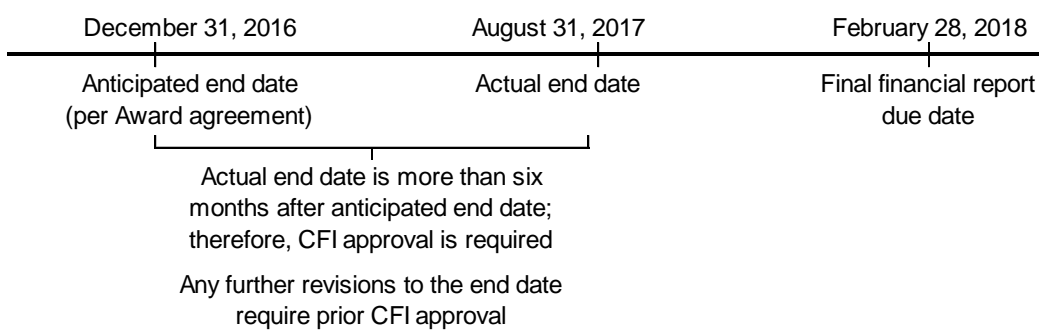 December 31, 2016
August 31, 2017
February 28, 2018
Anticipated end date
(per Award agreement)
Actual end date
Final financial report
due date
Actual end date is more than six
months after anticipated end date;
therefore, CFI approval is required
Any further revisions to the end date
require prior CFI approval